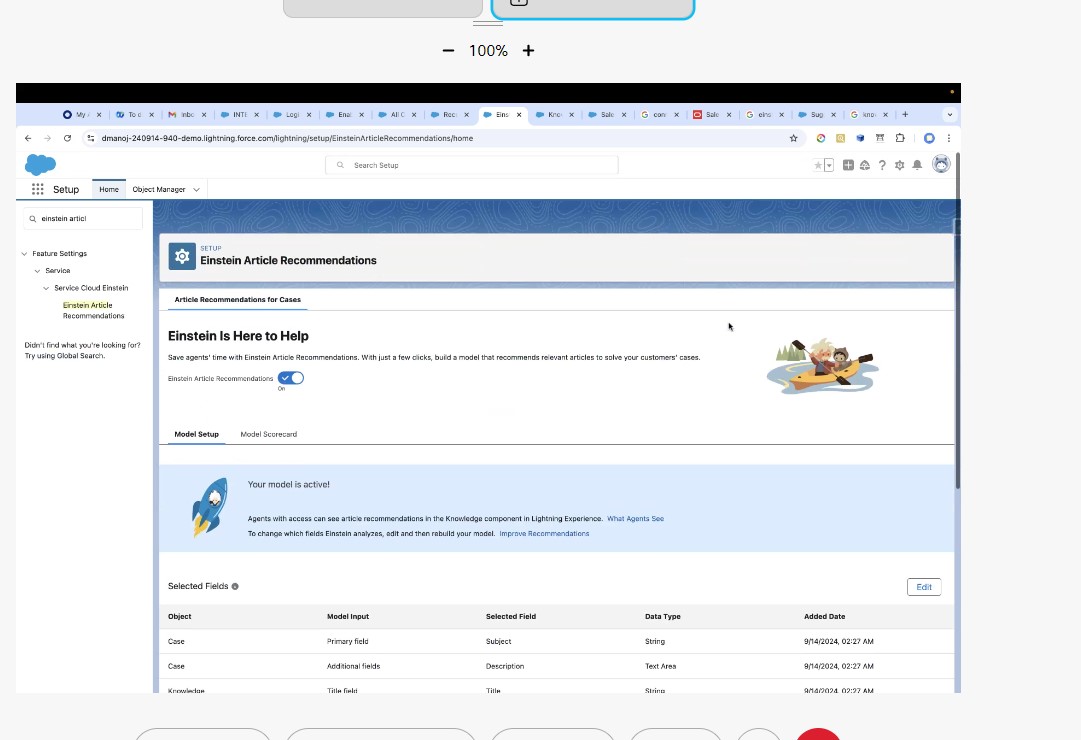 100%
My A
To d
Inbo
INTI
Logi
Enal
All C
Reco
Eins
Kno
Sale
con
Sale
eins
Sug
kno
dmanoj-240914-940-demo.lightning.force.com/lightning/setup/EinsteinArticleRecommendations/home
Search Setup
Setup
Home
Object Manager
einstein articl
Feature Settings
Service
Service Cloud Einstein
Einstein Article
Recommendations
Didn't find what you're looking for?
Try using Global Search.
SETUP
Einstein Article Recommendations
Article Recommendations for Cases
Einstein Is Here to Help
Save agents' time with Einstein Article Recommendations. With just a few clicks, build a model that recommends relevant articles to solve your customers' cases.
Einstein Article Recommendations
On
Model Setup Model Scorecard
Your model is active!
Agents with access can see article recommendations in the Knowledge component in Lightning Experience. What Agents See
To change which fields Einstein analyzes, edit and then rebuild your model. Improve Recommendations
Selected Fields
Edit
Object Model Input Selected Field Data Type Added Date
Case Primary field Subject String 9/14/2024, 02:27 AM
Case Additional fields Description Text Area 9/14/2024, 02:27 AM
Knowledge Title field Title String 9/14/2024, 02:27 AM